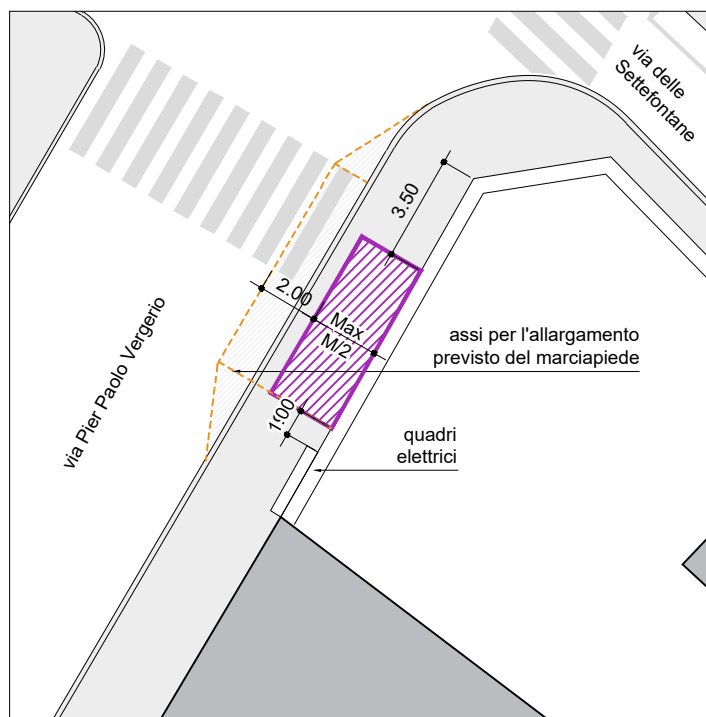 via delle
Settefontane
3.50
2.00
Max
M/2
assi per l'allargamento
previsto del marciapiede
via Pier Paolo Vergerio
1.00
quadri
elettrici